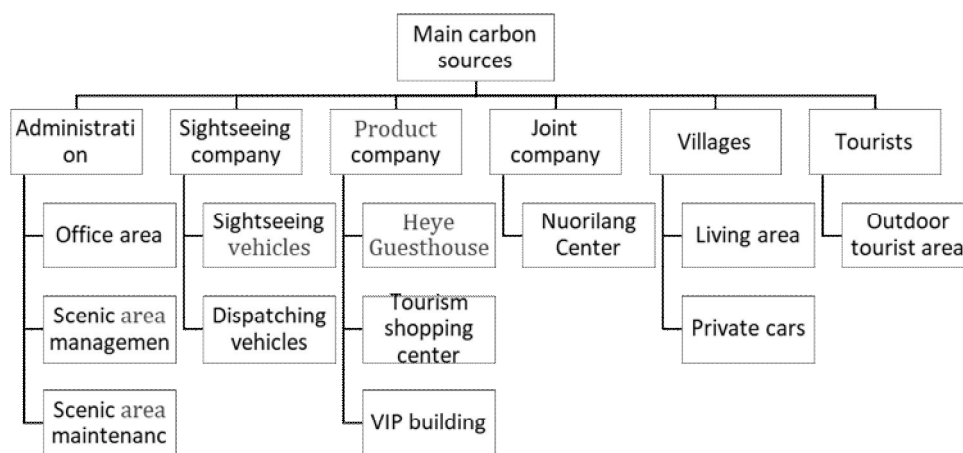 Main carbon
sources
Administrati
on
Sightseeing
company
Product
company
Joint
company
Villages
Tourists
Office area
Sightseeing
vehicles
Heye
Guesthouse
Nuorilang
Center
Living area
Outdoor
tourist area
Scenic area
managemen
Dispatching
vehicles
Tourism
shopping
center
Private cars
Scenic area
maintenanc
VIP building